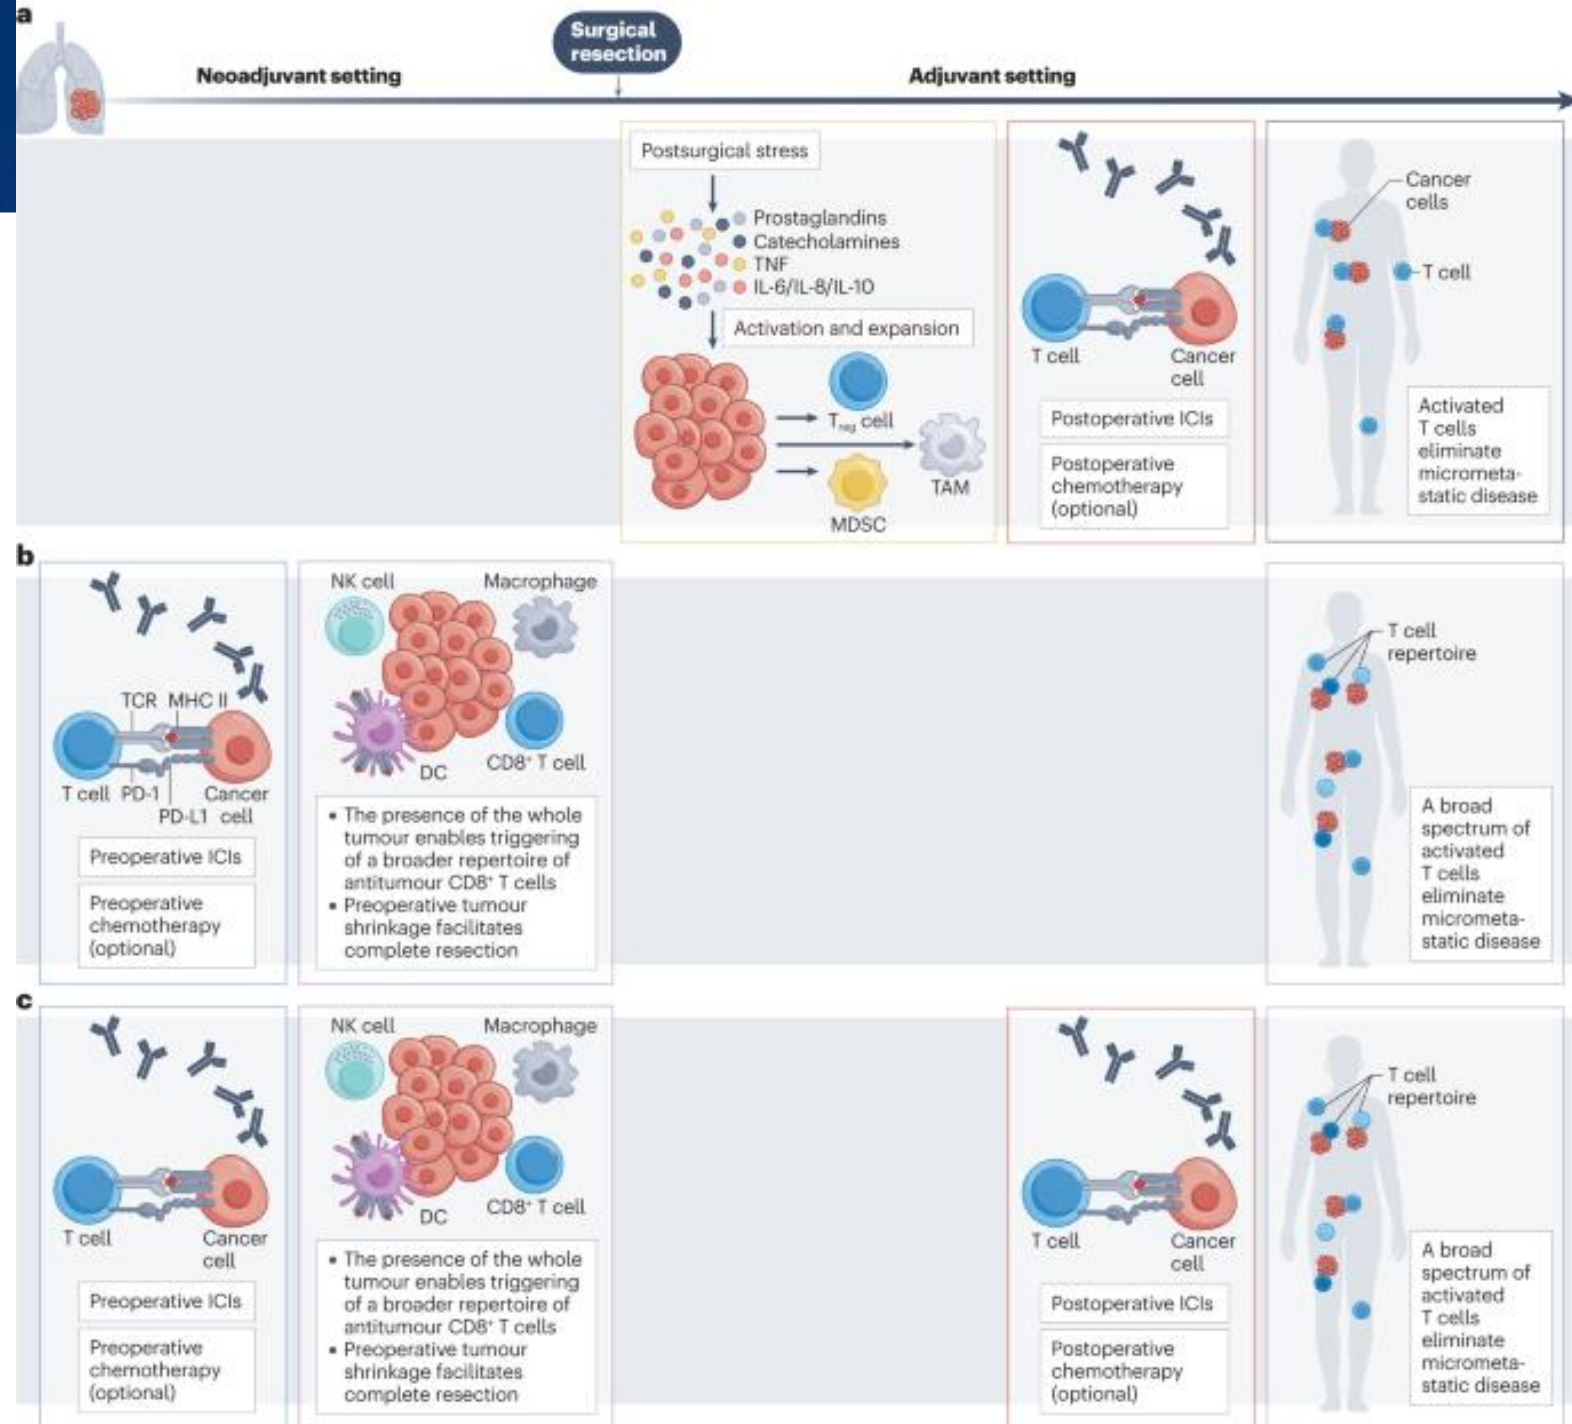 a
Surgical
resection
Neoadjuvant setting
Adjuvant setting
Postsurgical stress
Prostaglandins
Catecholamines
TNF
IL-6/IL-8/IL-10
Activation and expansion
Treg cell
TAM
MDSC
T cell
Cancer
cell
Postoperative ICIs
Postoperative
chemotherapy
(optional)
Cancer
cells
T cell
Activated
T cells
eliminate
micrometa-
static disease
b
TCR MHC II
T cell PD-1
Cancer
cell
PD-L1
Preoperative ICIs
Preoperative
chemotherapy
(optional)
NK cell
Macrophage
DC
CD8⁺ T cell
• The presence of the whole
tumour enables triggering
of a broader repertoire of
antitumour CD8⁺ T cells
• Preoperative tumour
shrinkage facilitates
complete resection
T cell
repertoire
A broad
spectrum of
activated
T cells
eliminate
micrometa-
static disease
c
T cell
Cancer
cell
Preoperative ICIs
Preoperative
chemotherapy
(optional)
NK cell
Macrophage
DC
CD8⁺ T cell
• The presence of the whole
tumour enables triggering
of a broader repertoire of
antitumour CD8⁺ T cells
• Preoperative tumour
shrinkage facilitates
complete resection
T cell
Cancer
cell
Postoperative ICIs
Postoperative
chemotherapy
(optional)
T cell
repertoire
A broad
spectrum of
activated
T cells
eliminate
micrometa-
static disease